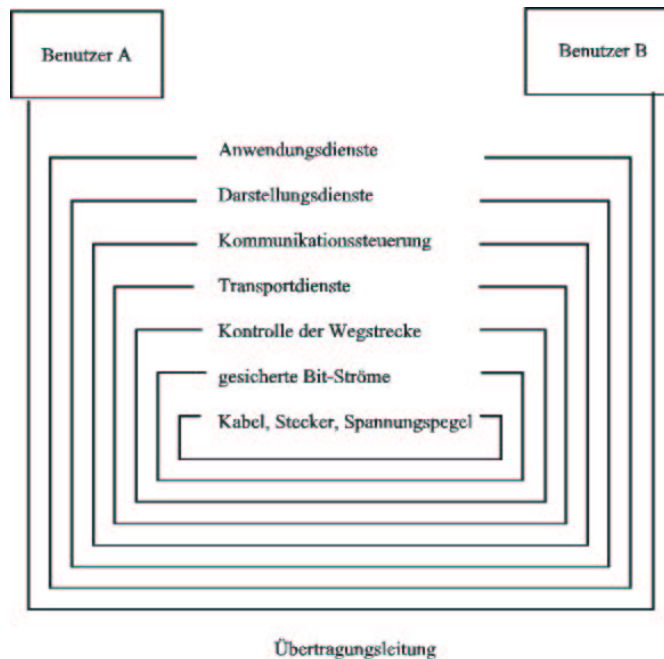 Benutzer A
Benutzer B
Anwendungsdienste
Darstellungsdienste
Kommunikationssteuerung
Transportdienste
Kontrolle der Wegstrecke
gesicherte Bit-Ströme
Kabel, Stecker, Spannungspegel
Übertragungsleitung